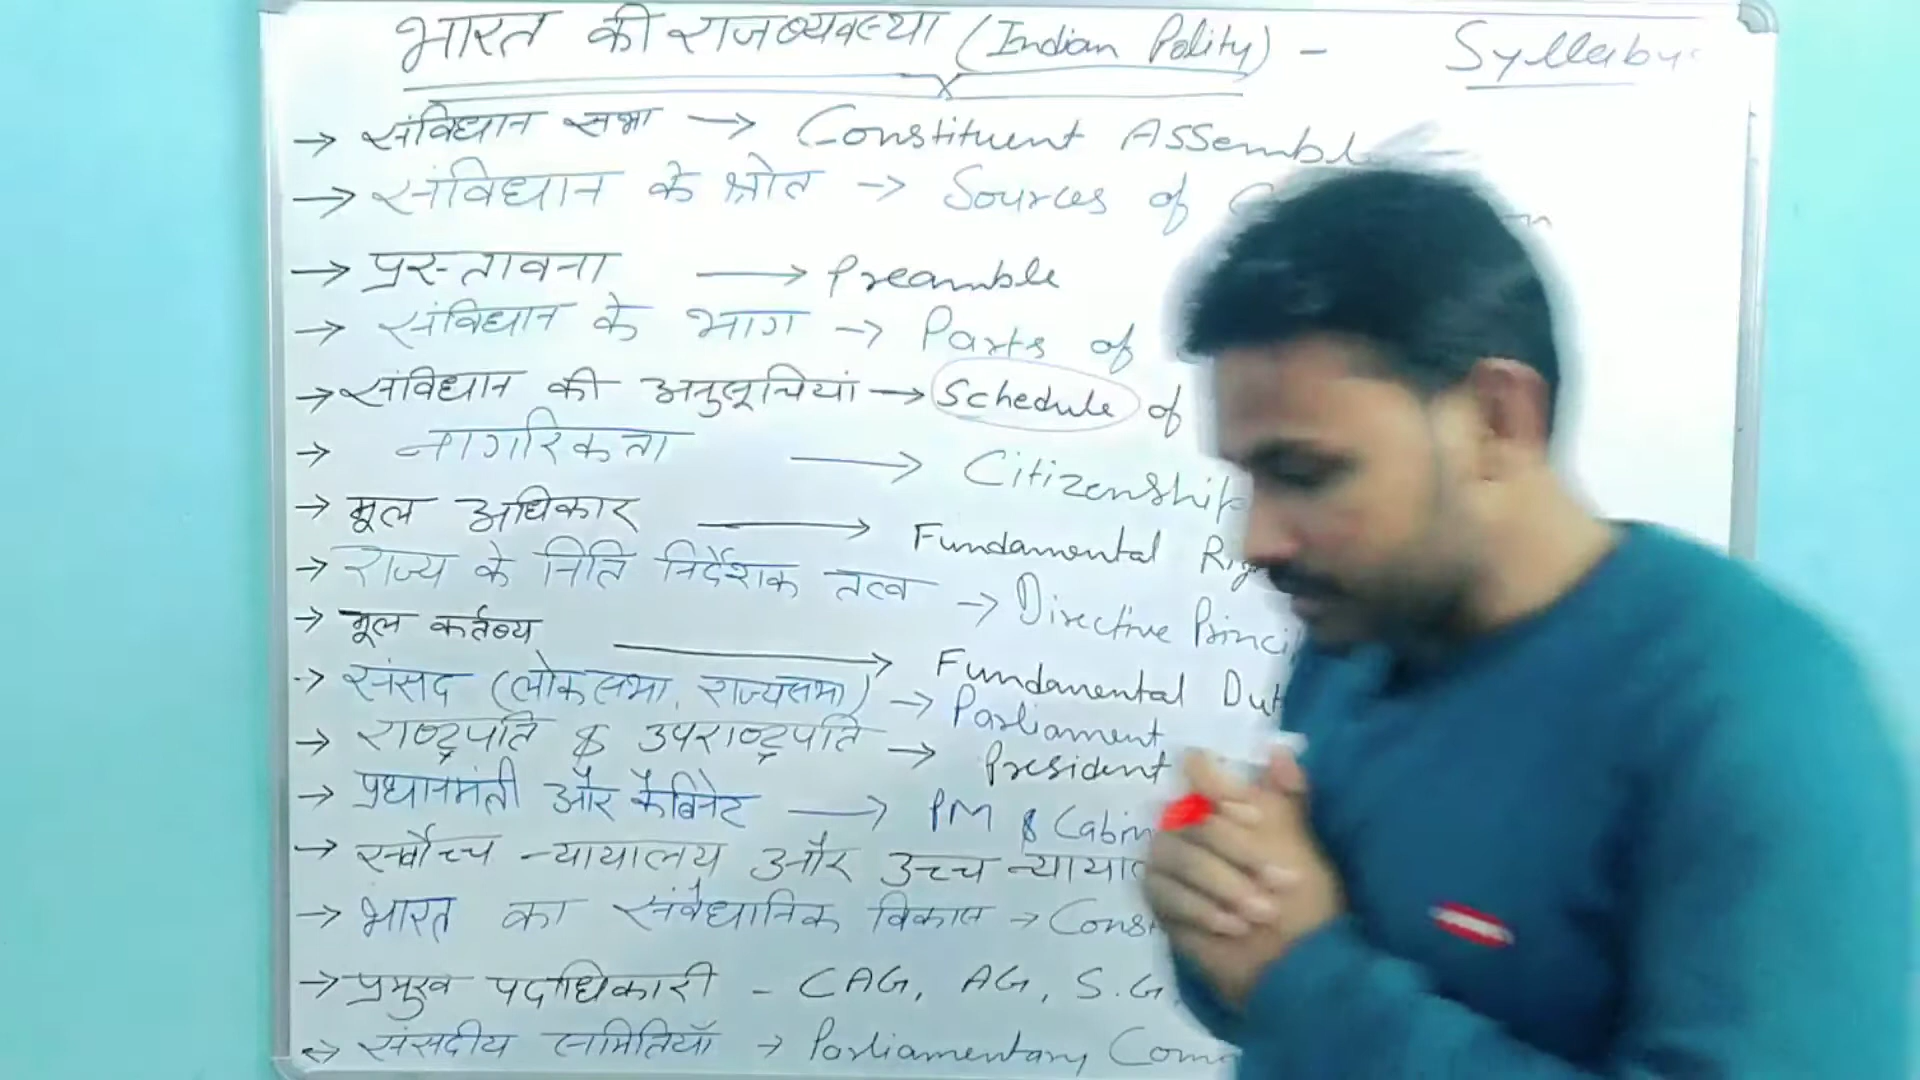 भारत की राजव्यवस्था (Indian Polity) - Syllabus
→ संविधान सभा → Constituent Assembl
→ संविधान के श्रोत → Sources of
→ प्रस्तावना → Preamble
→ संविधान के भाग → Parts of
→ संविधान की अनुसूचियां → Schedule of
→ नागरिकता → Citizenship
→ मूल अधिकार → Fundamental Rig
→ राज्य के निति निर्देशक तत्व → Directive Princi
→ मूल कर्तव्य → Fundamental Dut
→ संसद (लोकसभा, राज्यसभा) → Parliament
→ राष्ट्रपति & उपराष्ट्रपति → President
→ प्रधानमंत्री और कैबिनेट → PM & Cabin
→ सर्वोच्च न्यायालय और उच्च न्याया
→ भारत का संवैधानिक विकास → Const
→ प्रमुख पदाधिकारी - CAG, AG, S.G.
→ संसदीय समितियाँ → Parliamentary Comm